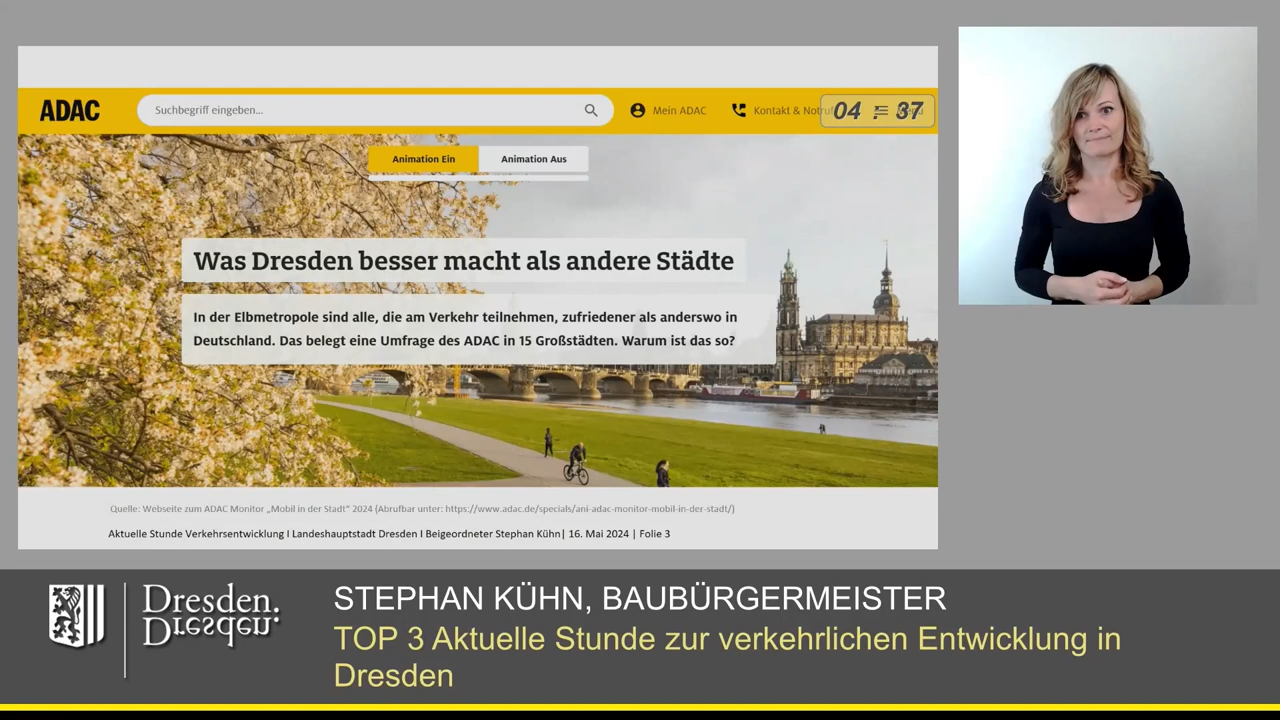 ADAC
Suchbegriff eingeben...
Mein ADAC
Kontakt & Notruf
04 : 37
Animation Ein
Animation Aus
Was Dresden besser macht als andere Städte
In der Elbmetropole sind alle, die am Verkehr teilnehmen, zufriedener als anderswo in
Deutschland. Das belegt eine Umfrage des ADAC in 15 Großstädten. Warum ist das so?
Quelle: Webseite zum ADAC Monitor „Mobil in der Stadt" 2024 (Abrufbar unter: https://www.adac.de/specials/ani-adac-monitor-mobil-in-der-stadt/)
Aktuelle Stunde Verkehrsentwicklung I Landeshauptstadt Dresden I Beigeordneter Stephan Kühn| 16. Mai 2024 | Folie 3
Dresden.
Dresden.
STEPHAN KÜHN, BAUBÜRGERMEISTER
TOP 3 Aktuelle Stunde zur verkehrlichen Entwicklung in
Dresden